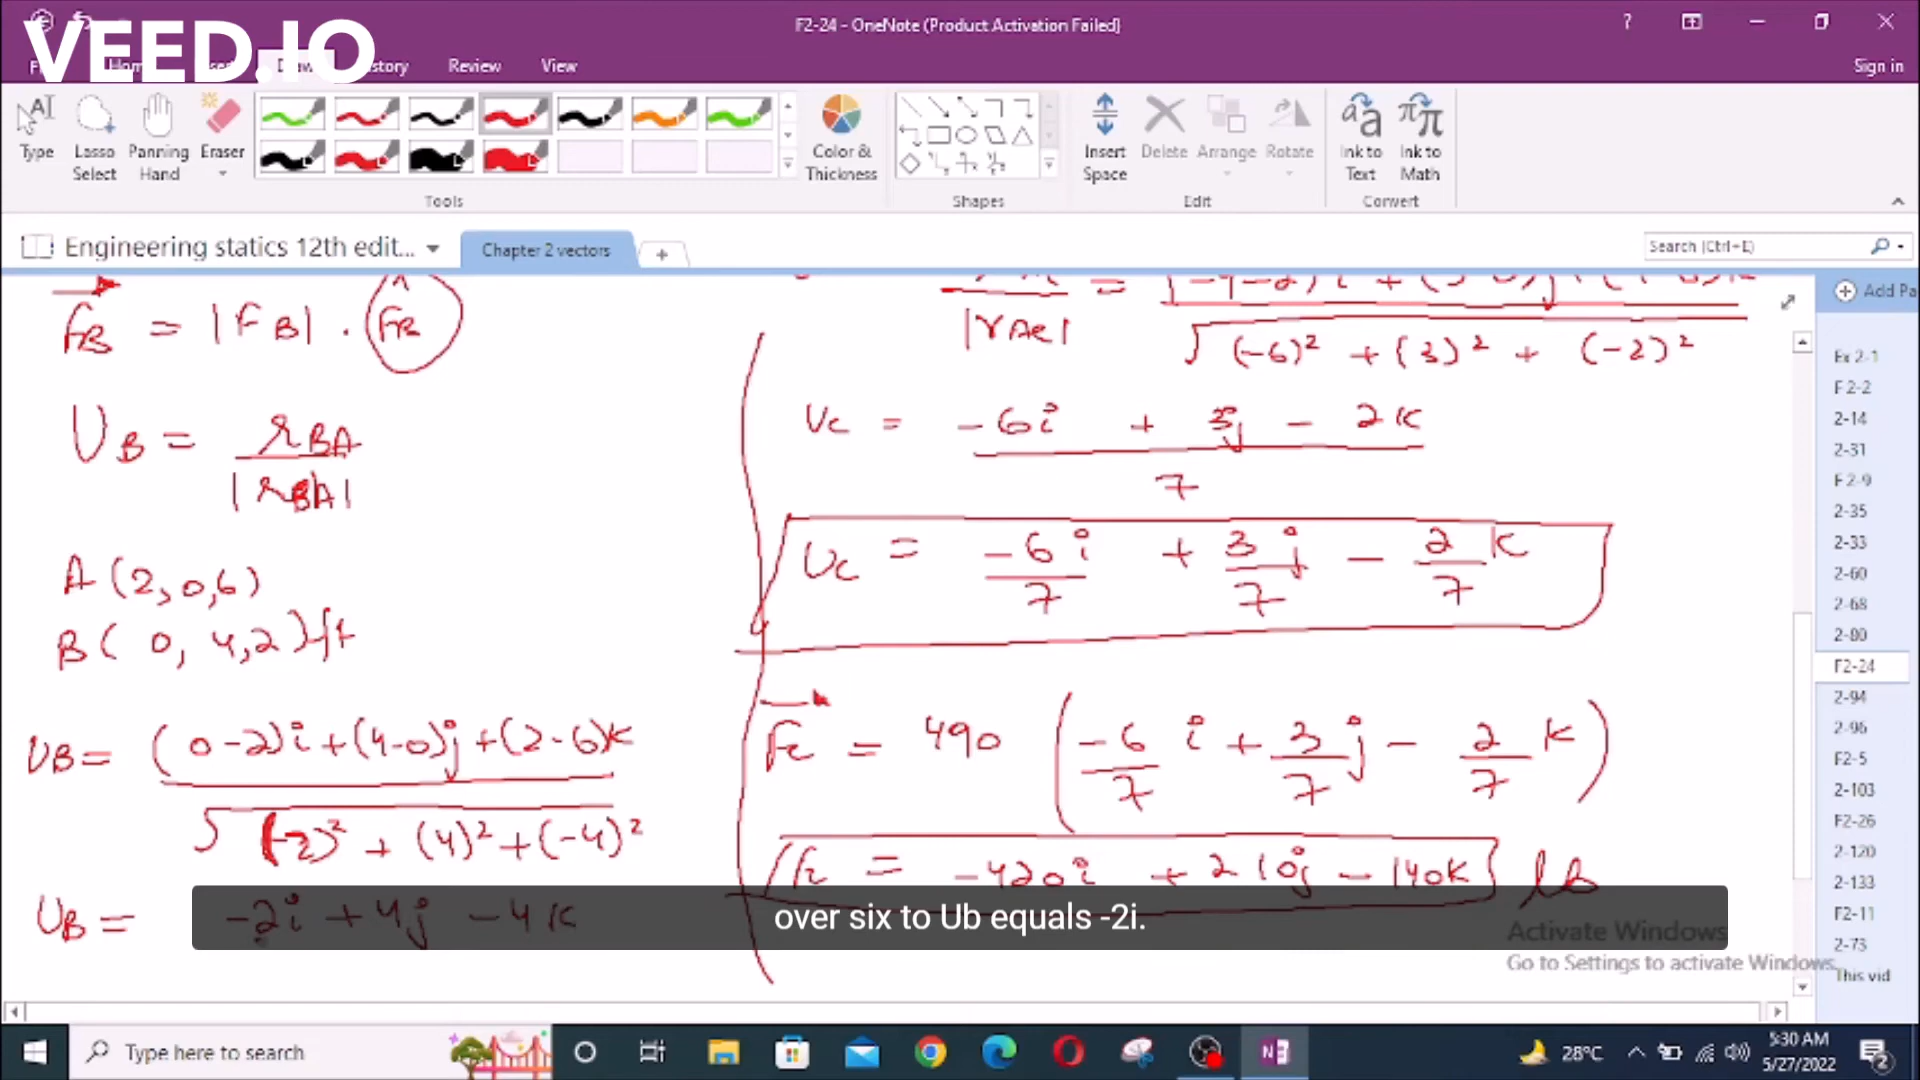 VEED.IO
F2-24 - OneNote (Product Activation Failed)
Review
View
Sign in
Type
Lasso Select
Panning Hand
Eraser
Color & Thickness
Insert Space
Delete
Arrange
Rotate
Ink to Text
Ink to Math
Tools
Shapes
Edit
Convert
Engineering statics 12th edit...
Chapter 2 vectors
Search (Ctrl+E)
Add Pa
FB = |FB| . FB
UB = rBA / |rBA|
A (2,0,6)
B ( 0, 4,2)ft
UB = (0-2)i+(4-0)j+(2-6)K
√ (-2)² + (4)² +(-4)²
UB = -2i +4j -4K
|rAc|
√ (-6)² + (3)² + (-2)²
Uc = -6i + 3j - 2K
7
Uc = -6/7 i + 3/7 j - 2/7 K
Fc = 490 ( -6/7 i + 3/7 j - 2/7 K )
Fc = -420i + 210j - 140K lB
over six to Ub equals -2i.
Activate Windows
Go to Settings to activate Windows.
Ex 2-1
F 2-2
2-14
2-31
F 2-9
2-35
2-33
2-60
2-68
2-80
F2-24
2-94
2-96
F2-5
2-103
F2-26
2-120
2-133
F2-11
2-73
This vid
Type here to search
28°C
5:30 AM
5/27/2022
2